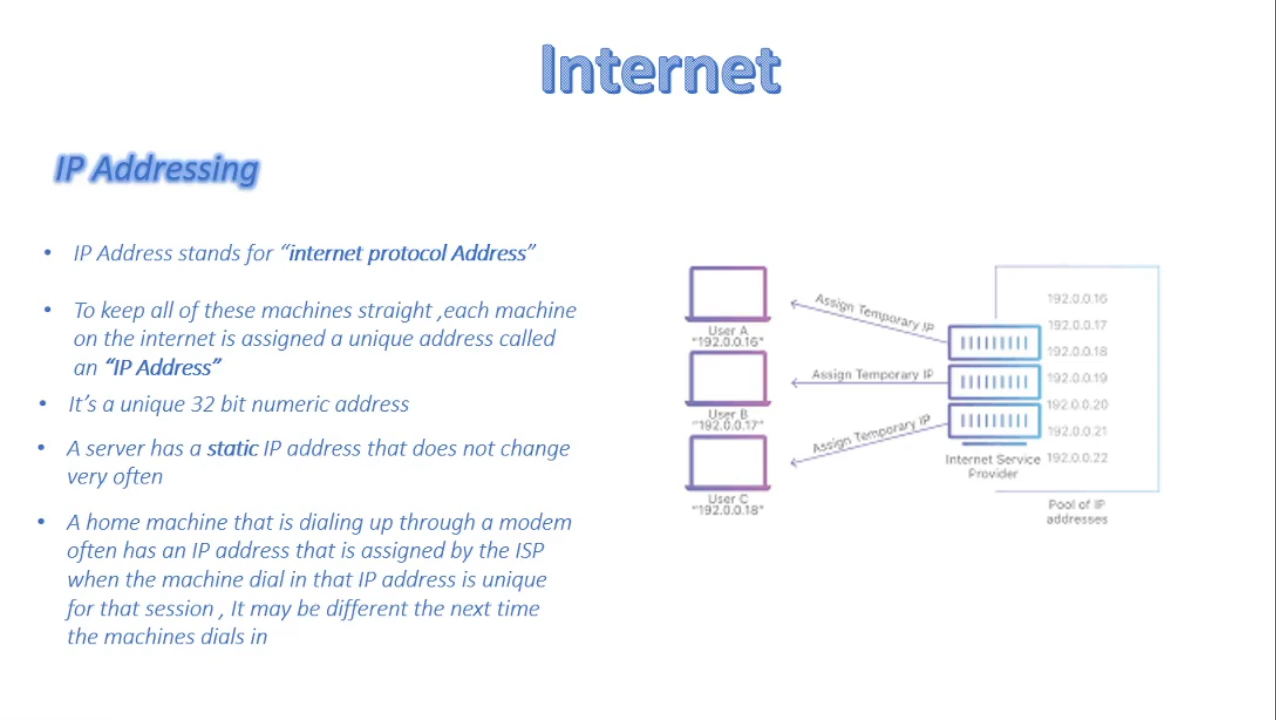 Internet
IP Addressing
• IP Address stands for “internet protocol Address”
• To keep all of these machines straight ,each machine
on the internet is assigned a unique address called
an “IP Address”
• It’s a unique 32 bit numeric address
• A server has a static IP address that does not change
very often
• A home machine that is dialing up through a modem
often has an IP address that is assigned by the ISP
when the machine dial in that IP address is unique
for that session , It may be different the next time
the machines dials in
User A
"192.0.0.16"
User B
"192.0.0.17"
User C
"192.0.0.18"
Assign Temporary IP
Assign Temporary IP
Assign Temporary IP
Internet Service
Provider
192.0.0.16
192.0.0.17
192.0.0.18
192.0.0.19
192.0.0.20
192.0.0.21
192.0.0.22
Pool of IP
addresses